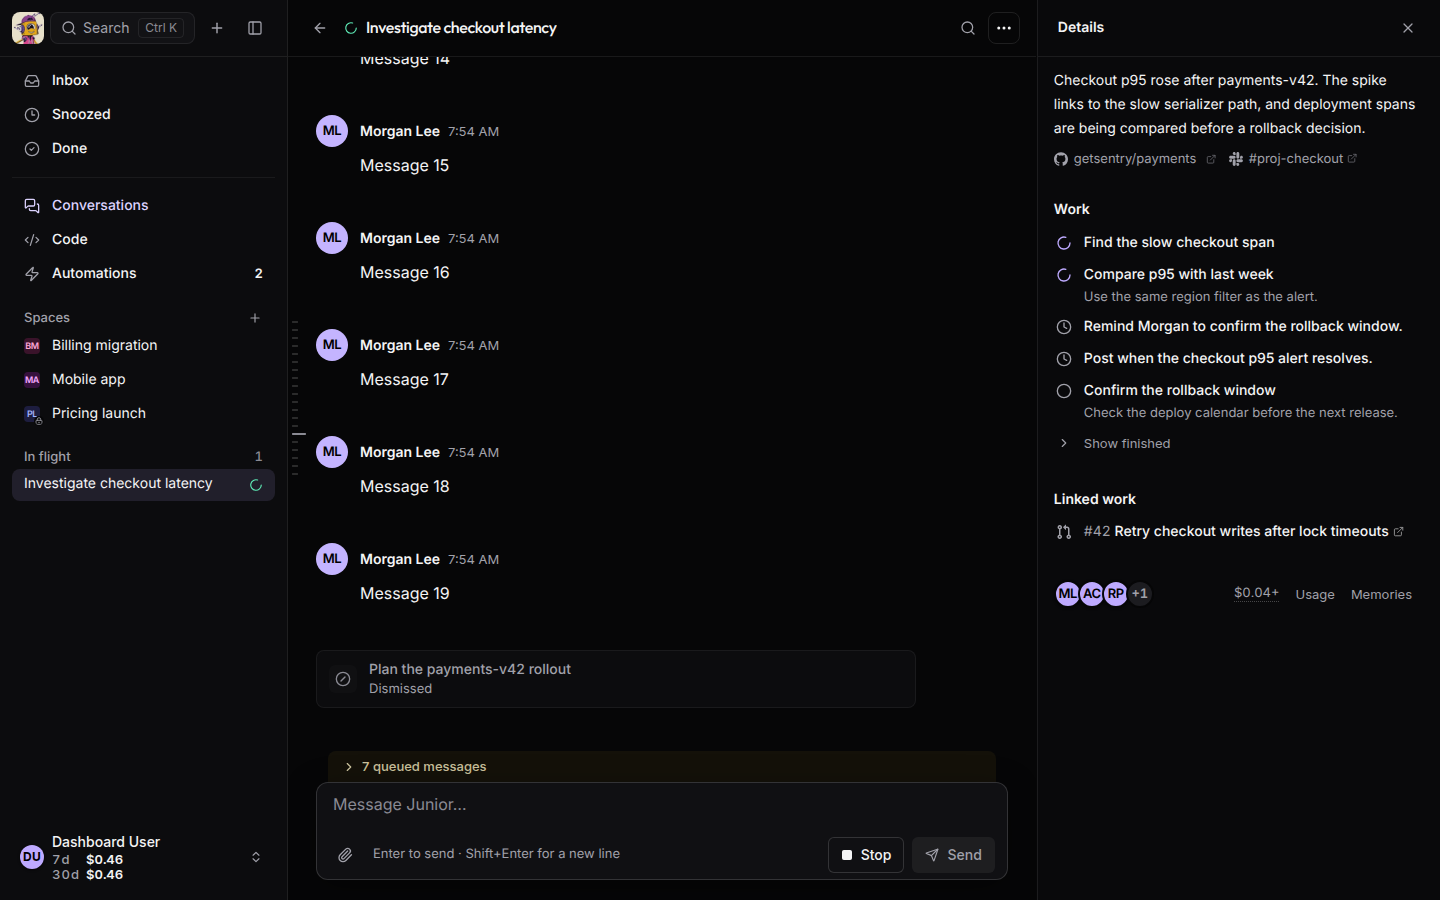 Search Ctrl K
Inbox
Snoozed
Done
Conversations
Code
Automations 2
Spaces
BM Billing migration
MA Mobile app
PL Pricing launch
In flight 1
Investigate checkout latency
DU Dashboard User
7d $0.46
30d $0.46
Investigate checkout latency
Message 14
ML Morgan Lee 7:54 AM
Message 15
ML Morgan Lee 7:54 AM
Message 16
ML Morgan Lee 7:54 AM
Message 17
ML Morgan Lee 7:54 AM
Message 18
ML Morgan Lee 7:54 AM
Message 19
Plan the payments-v42 rollout
Dismissed
7 queued messages
Message Junior...
Enter to send · Shift+Enter for a new line
Stop Send
Details
Checkout p95 rose after payments-v42. The spike
links to the slow serializer path, and deployment spans
are being compared before a rollback decision.
getsentry/payments #proj-checkout
Work
Find the slow checkout span
Compare p95 with last week
Use the same region filter as the alert.
Remind Morgan to confirm the rollback window.
Post when the checkout p95 alert resolves.
Confirm the rollback window
Check the deploy calendar before the next release.
Show finished
Linked work
#42 Retry checkout writes after lock timeouts
ML AC RP +1 $0.04+ Usage Memories